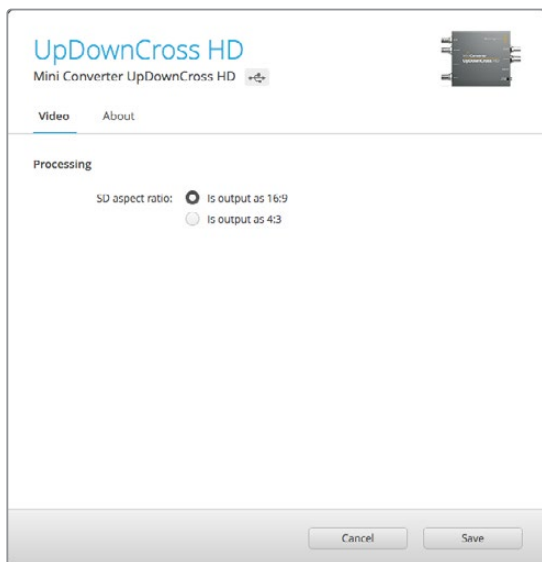 UpDownCross HD
Mini Converter UpDownCross HD
Video About
Processing
SD aspect ratio: Is output as 16:9
Is output as 4:3
Cancel Save